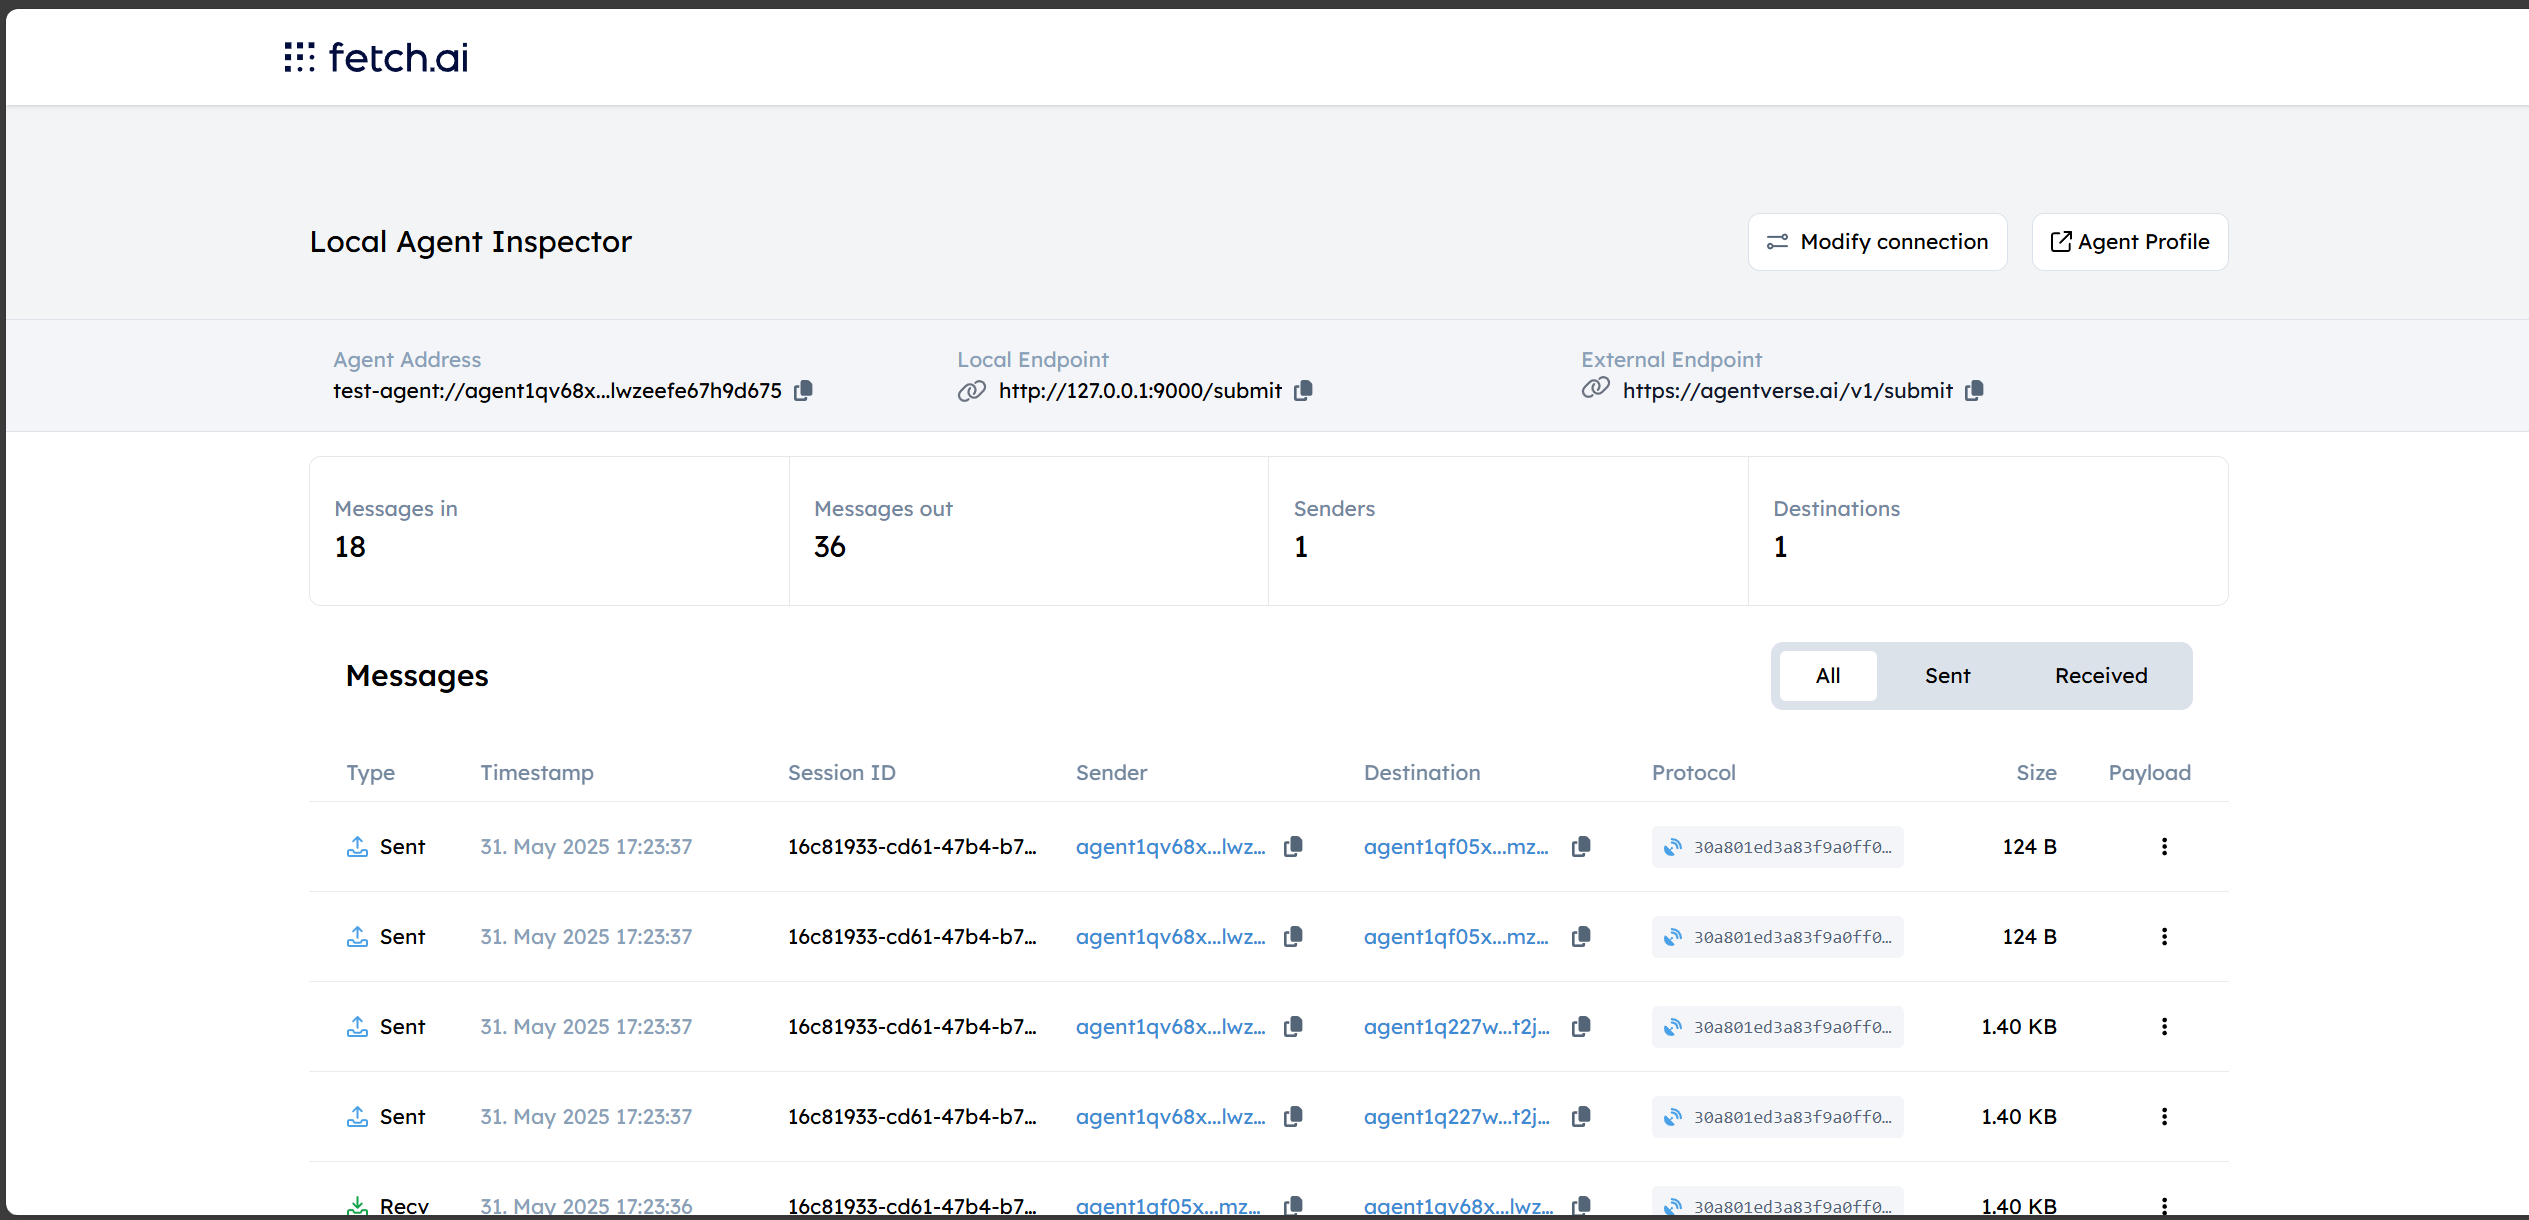 fetch.ai
Local Agent Inspector
Modify connection
Agent Profile
Agent Address
test-agent://agent1qv68x...lwzeefe67h9d675
Local Endpoint
http://127.0.0.1:9000/submit
External Endpoint
https://agentverse.ai/v1/submit
Messages in
18
Messages out
36
Senders
1
Destinations
1
Messages
All Sent Received
Type Timestamp Session ID Sender Destination Protocol Size Payload
Sent 31. May 2025 17:23:37 16c81933-cd61-47b4-b7... agent1qv68x...lwz... agent1qf05x...mz... 30a801ed3a83f9a0ff0... 124 B
Sent 31. May 2025 17:23:37 16c81933-cd61-47b4-b7... agent1qv68x...lwz... agent1qf05x...mz... 30a801ed3a83f9a0ff0... 124 B
Sent 31. May 2025 17:23:37 16c81933-cd61-47b4-b7... agent1qv68x...lwz... agent1q227w...t2j... 30a801ed3a83f9a0ff0... 1.40 KB
Sent 31. May 2025 17:23:37 16c81933-cd61-47b4-b7... agent1qv68x...lwz... agent1q227w...t2j... 30a801ed3a83f9a0ff0... 1.40 KB
Recv 31. May 2025 17:23:36 16c81933-cd61-47b4-b7... agent1qf05x...mz... agent1qv68x...lwz... 30a801ed3a83f9a0ff0... 1.40 KB